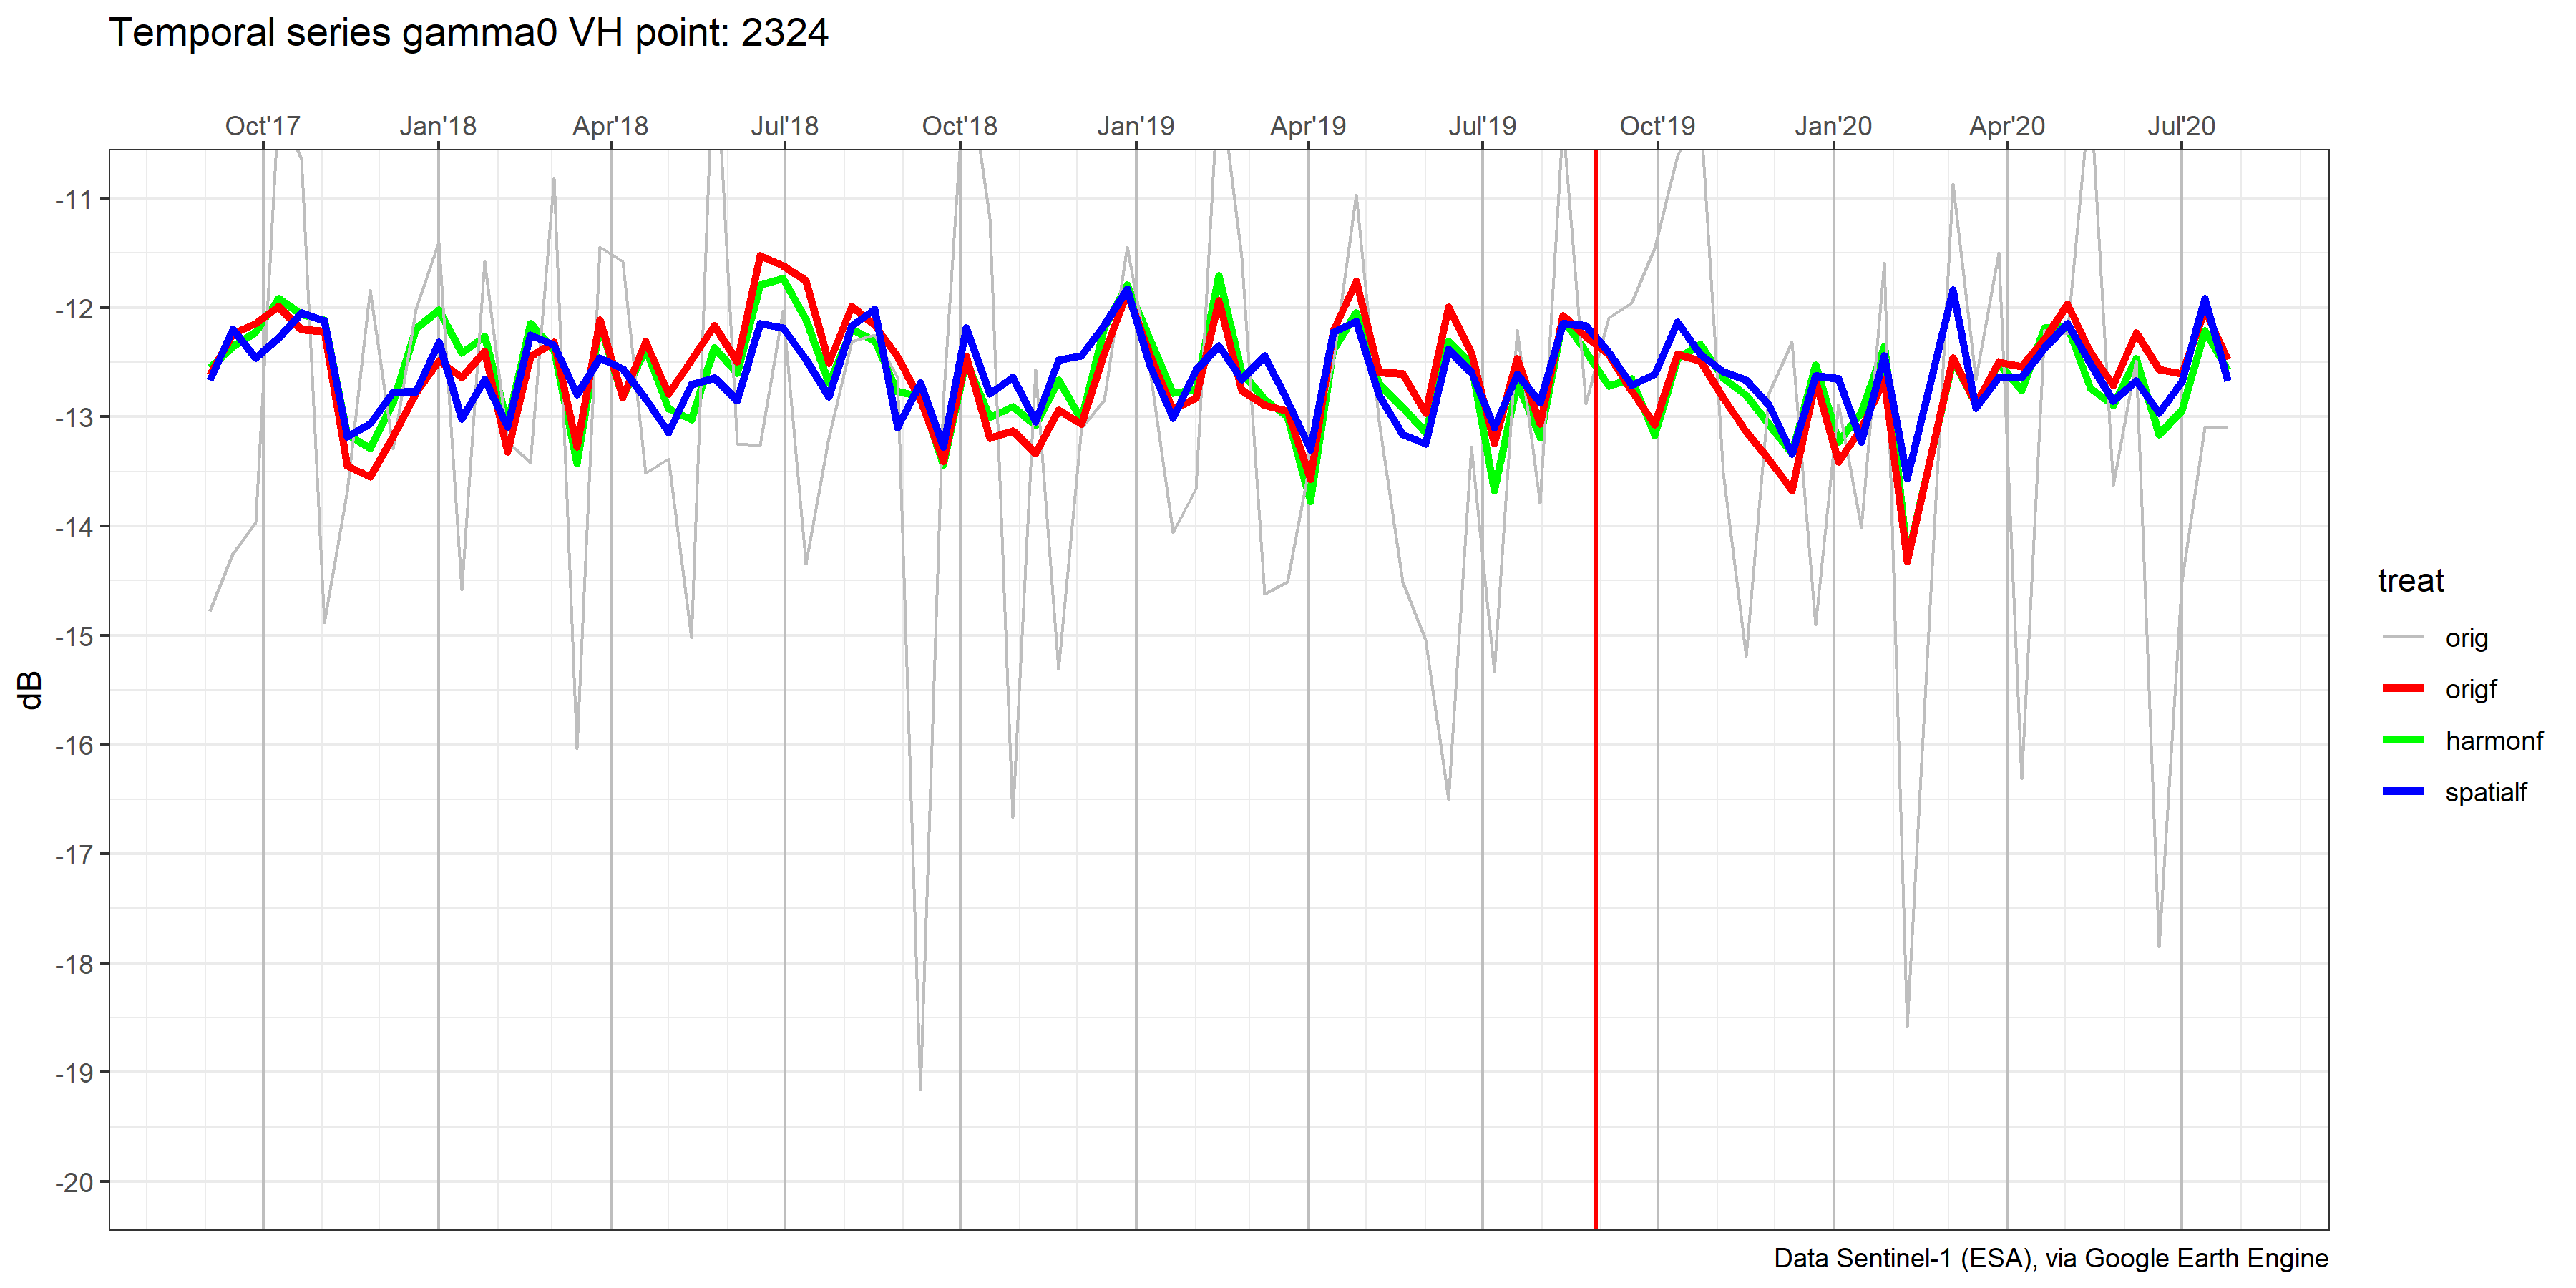 Temporal series gamma0 VH point: 2324
Oct'17 Jan'18 Apr'18 Jul'18 Oct'18 Jan'19 Apr'19 Jul'19 Oct'19 Jan'20 Apr'20 Jul'20
-11
-12
-13
-14
-15
-16
-17
-18
-19
-20
dB
treat
orig
origf
harmonf
spatialf
Data Sentinel-1 (ESA), via Google Earth Engine